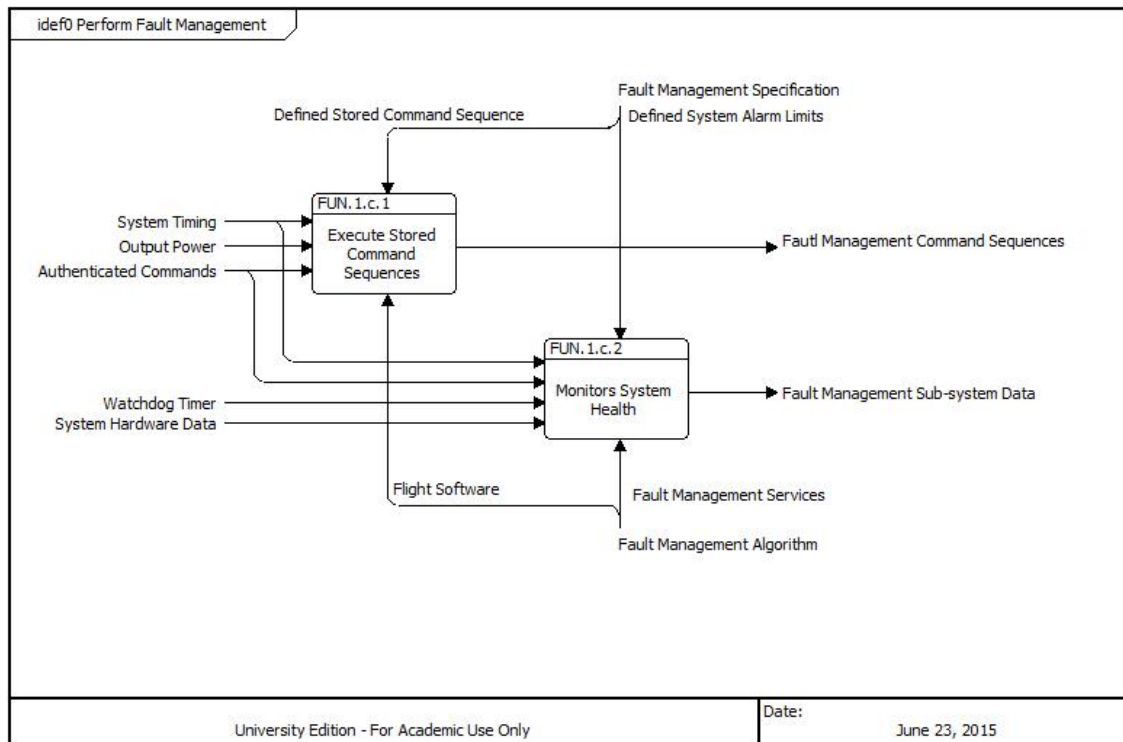 idef0 Perform Fault Management
Fault Management Specification
Defined Stored Command Sequence
Defined System Alarm Limits
FUN.1.c.1
Execute Stored
Command
Sequences
System Timing
Output Power
Authenticated Commands
Fautl Management Command Sequences
FUN.1.c.2
Monitors System
Health
Watchdog Timer
System Hardware Data
Fault Management Sub-system Data
Flight Software
Fault Management Services
Fault Management Algorithm
University Edition - For Academic Use Only
Date:
June 23, 2015